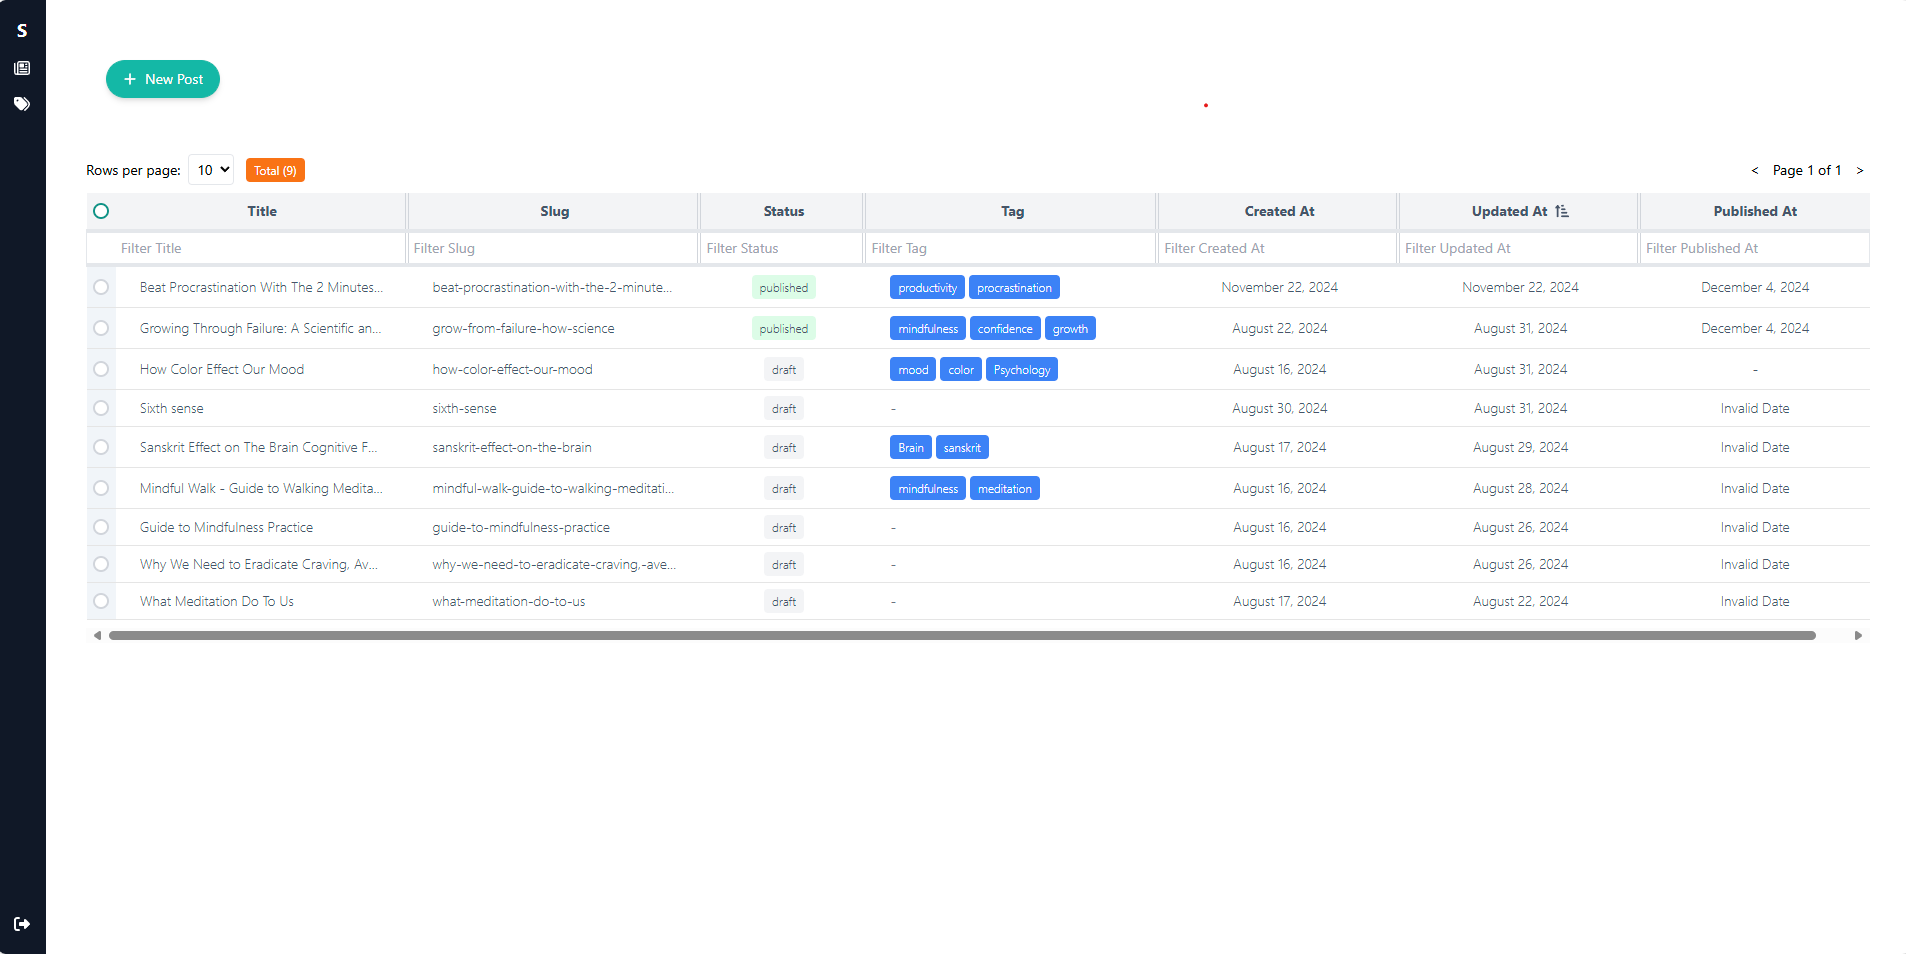 S
+ New Post
Rows per page: 10 Total (9) < Page 1 of 1 >
Title Slug Status Tag Created At Updated At Published At
Filter Title Filter Slug Filter Status Filter Tag Filter Created At Filter Updated At Filter Published At
Beat Procrastination With The 2 Minutes... beat-procrastination-with-the-2-minute... published productivity procrastination November 22, 2024 November 22, 2024 December 4, 2024
Growing Through Failure: A Scientific an... grow-from-failure-how-science published mindfulness confidence growth August 22, 2024 August 31, 2024 December 4, 2024
How Color Effect Our Mood how-color-effect-our-mood draft mood color Psychology August 16, 2024 August 31, 2024 -
Sixth sense sixth-sense draft - August 30, 2024 August 31, 2024 Invalid Date
Sanskrit Effect on The Brain Cognitive F... sanskrit-effect-on-the-brain draft Brain sanskrit August 17, 2024 August 29, 2024 Invalid Date
Mindful Walk - Guide to Walking Medita... mindful-walk-guide-to-walking-meditati... draft mindfulness meditation August 16, 2024 August 28, 2024 Invalid Date
Guide to Mindfulness Practice guide-to-mindfulness-practice draft - August 16, 2024 August 26, 2024 Invalid Date
Why We Need to Eradicate Craving, Av... why-we-need-to-eradicate-craving,-ave... draft - August 16, 2024 August 26, 2024 Invalid Date
What Meditation Do To Us what-meditation-do-to-us draft - August 17, 2024 August 22, 2024 Invalid Date